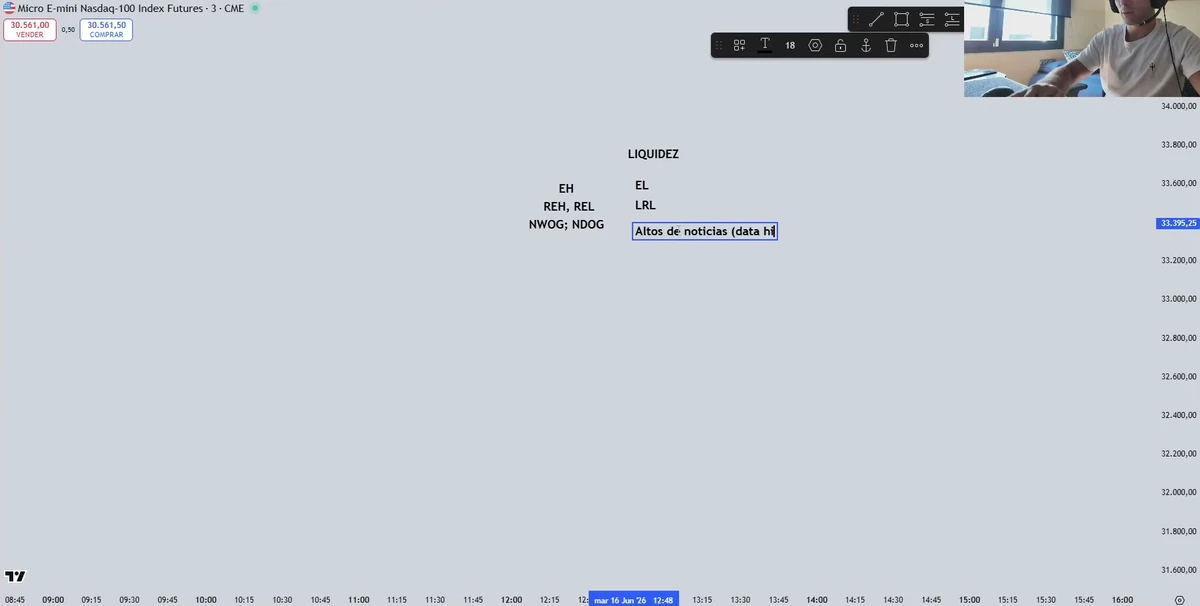 Micro E-mini Nasdaq-100 Index Futures · 3 · CME
30.561,00
VENDER
0,50
30.561,50
COMPRAR
18
34.000,00
LIQUIDEZ
33.800,00
EH
EL
33.600,00
REH, REL
LRL
NWOG; NDOG
Altos de noticias (data hi
33.395,25
33.200,00
33.000,00
32.800,00
32.600,00
32.400,00
32.200,00
32.000,00
31.800,00
31.600,00
08:45 09:00 09:15 09:30 09:45 10:00 10:15 10:30 10:45 11:00 11:15 11:30 11:45 12:00 12:15 mar 16 Jun '26 12:48 13:15 13:30 13:45 14:00 14:15 14:30 14:45 15:00 15:15 15:30 15:45 16:00